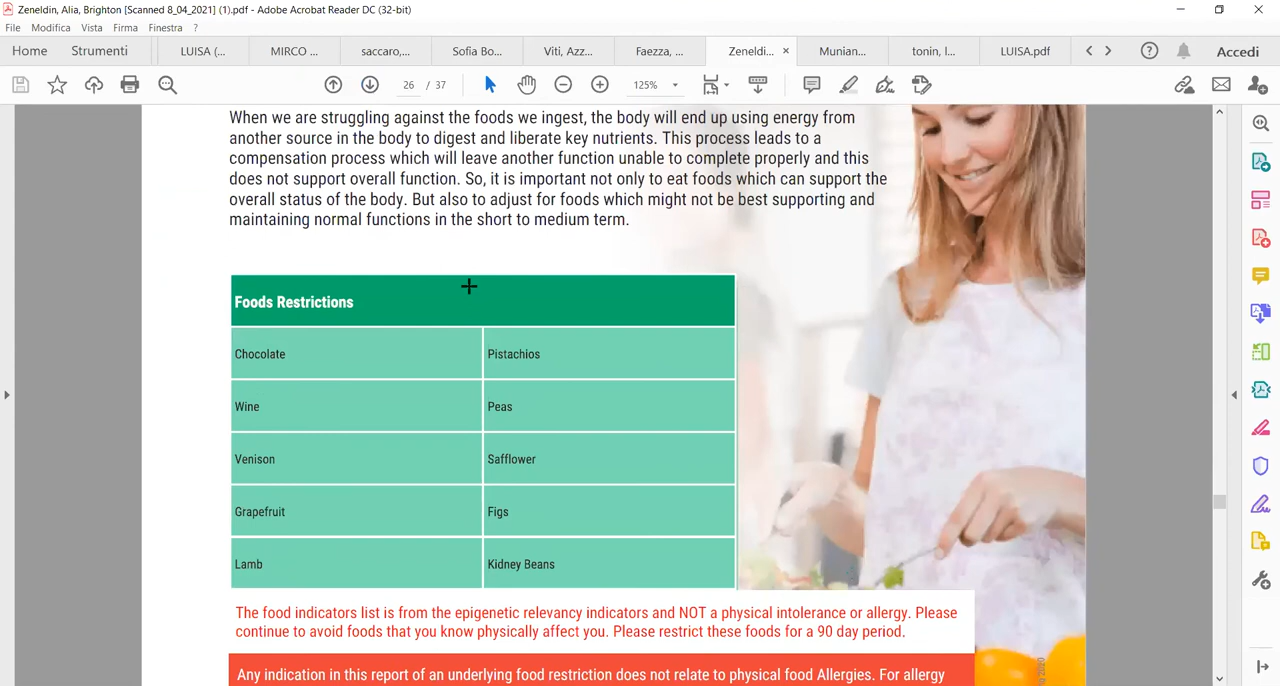 Zeneldin, Alia, Brighton [Scanned 8_04_2021] (1).pdf - Adobe Acrobat Reader DC (32-bit)
File Modifica Vista Firma Finestra ?
Home Strumenti LUISA (... MIRCO ... saccaro,... Sofia Bo... Viti, Azz... Faezza, ... Zeneldi... × Munian... tonin, l... LUISA.pdf Accedi
26 / 37 125%
When we are struggling against the foods we ingest, the body will end up using energy from
another source in the body to digest and liberate key nutrients. This process leads to a
compensation process which will leave another function unable to complete properly and this
does not support overall function. So, it is important not only to eat foods which can support the
overall status of the body. But also to adjust for foods which might not be best supporting and
maintaining normal functions in the short to medium term.
Foods Restrictions
Chocolate Pistachios
Wine Peas
Venison Safflower
Grapefruit Figs
Lamb Kidney Beans
The food indicators list is from the epigenetic relevancy indicators and NOT a physical intolerance or allergy. Please
continue to avoid foods that you know physically affect you. Please restrict these foods for a 90 day period.
Any indication in this report of an underlying food restriction does not relate to physical food Allergies. For allergy